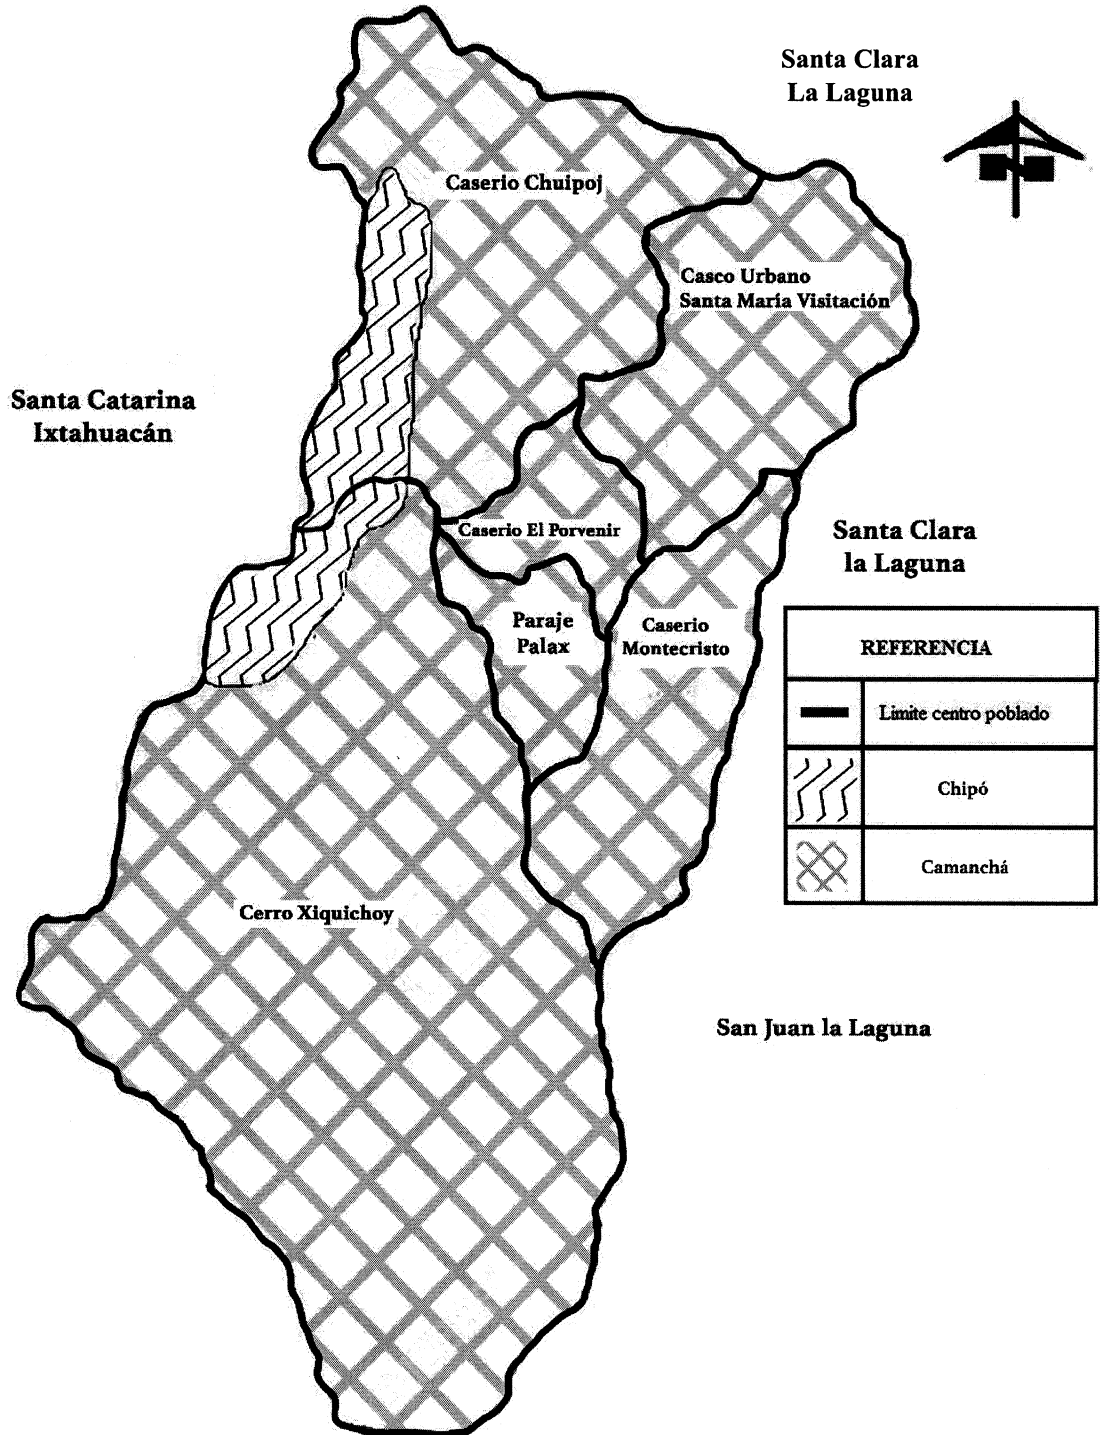 Santa Clara
La Laguna
Caserio Chuipoj
Casco Urbano
Santa María Visitación
Santa Catarina
Ixtahuacán
Caserio El Porvenir
Santa Clara
la Laguna
Paraje
Palax
Caserio
Montecristo
REFERENCIA
Limite centro poblado
Chipó
Camanchá
Cerro Xiquichoy
San Juan la Laguna